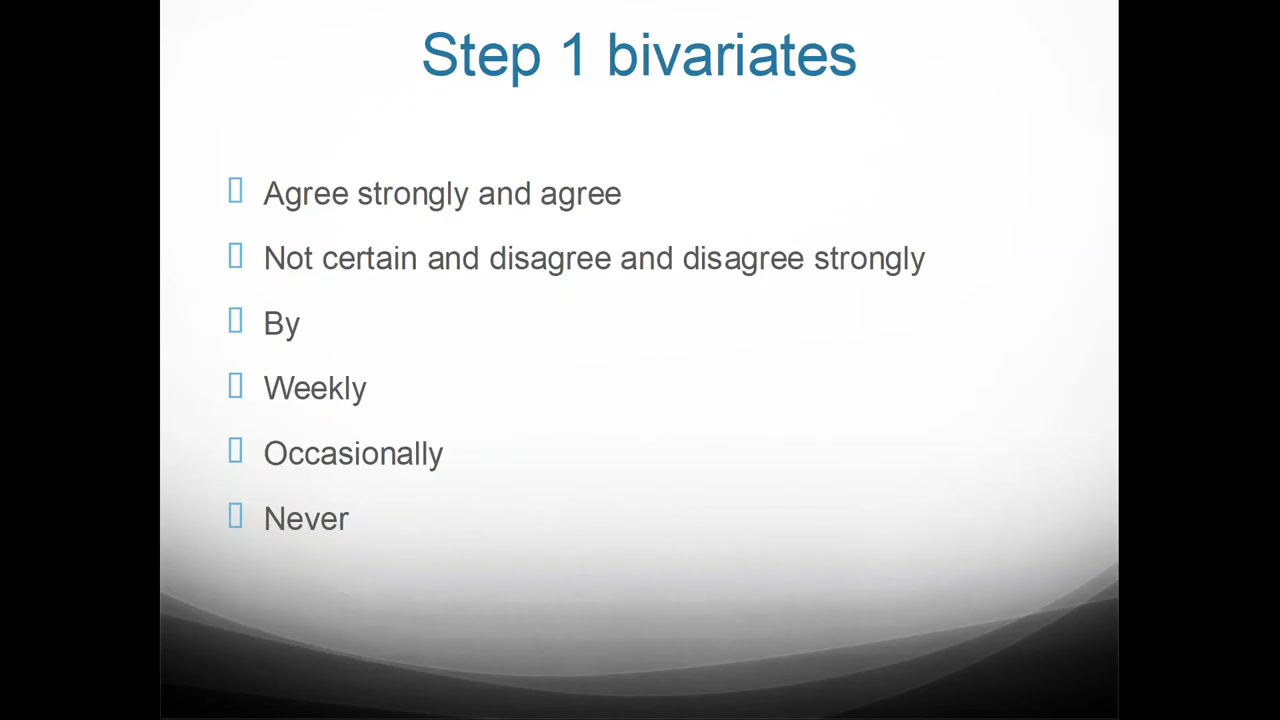 Step 1 bivariates
Agree strongly and agree
Not certain and disagree and disagree strongly
By
Weekly
Occasionally
Never